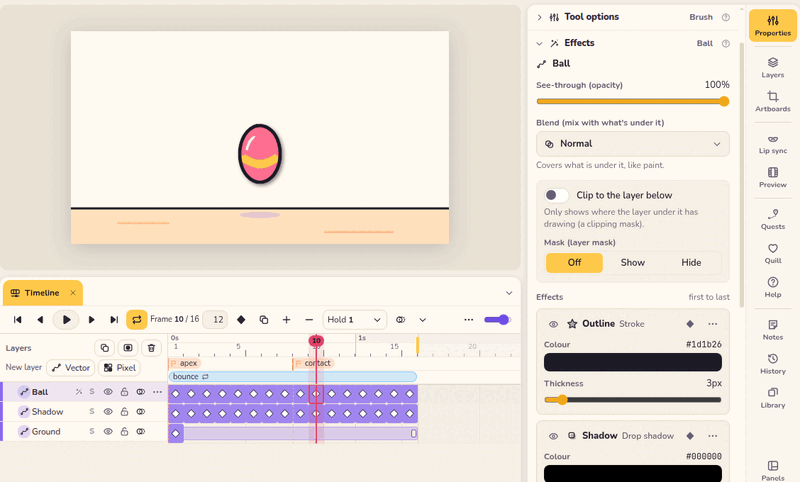 Tool options
Brush
Effects
Ball
Ball
See-through (opacity)
100%
Blend (mix with what's under it)
Normal
Covers what is under it, like paint.
Clip to the layer below
Only shows where the layer under it has
drawing (a clipping mask).
Mask (layer mask)
Off
Show
Hide
Effects
first to last
Outline Stroke
Colour
#1d1b26
Thickness
3px
Shadow Drop shadow
Colour
#000000
Properties
Layers
Artboards
Lip sync
Preview
Quests
Quill
Help
Notes
History
Library
Panels
Timeline
Frame 10 / 16
12
Hold 1
Layers
New layer
Vector
Pixel
0s
1s
1
5
10
15
20
apex
contact
bounce
Ball
S
Shadow
S
Ground
S